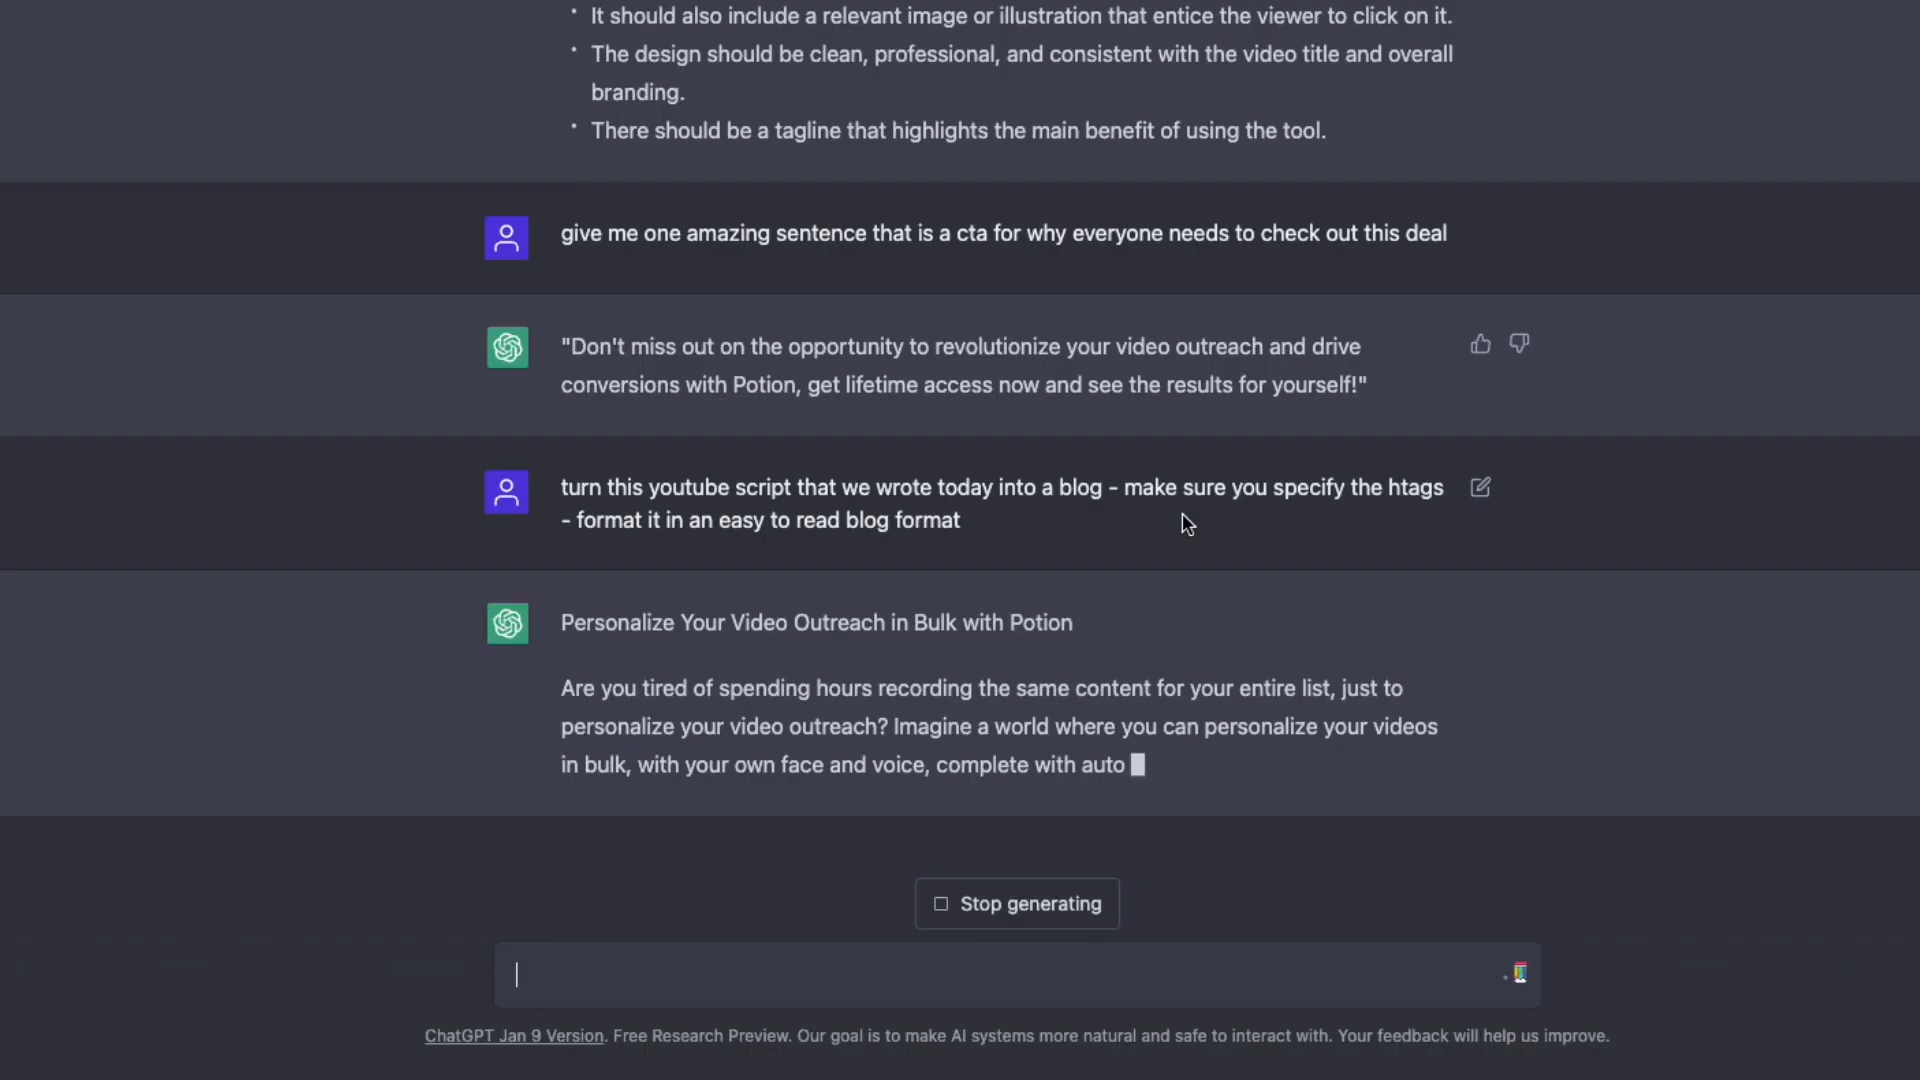 • It should also include a relevant image or illustration that entice the viewer to click on it.
• The design should be clean, professional, and consistent with the video title and overall
branding.
• There should be a tagline that highlights the main benefit of using the tool.
give me one amazing sentence that is a cta for why everyone needs to check out this deal
"Don't miss out on the opportunity to revolutionize your video outreach and drive
conversions with Potion, get lifetime access now and see the results for yourself!"
turn this youtube script that we wrote today into a blog - make sure you specify the htags
- format it in an easy to read blog format
Personalize Your Video Outreach in Bulk with Potion
Are you tired of spending hours recording the same content for your entire list, just to
personalize your video outreach? Imagine a world where you can personalize your videos
in bulk, with your own face and voice, complete with auto
Stop generating
ChatGPT Jan 9 Version. Free Research Preview. Our goal is to make AI systems more natural and safe to interact with. Your feedback will help us improve.